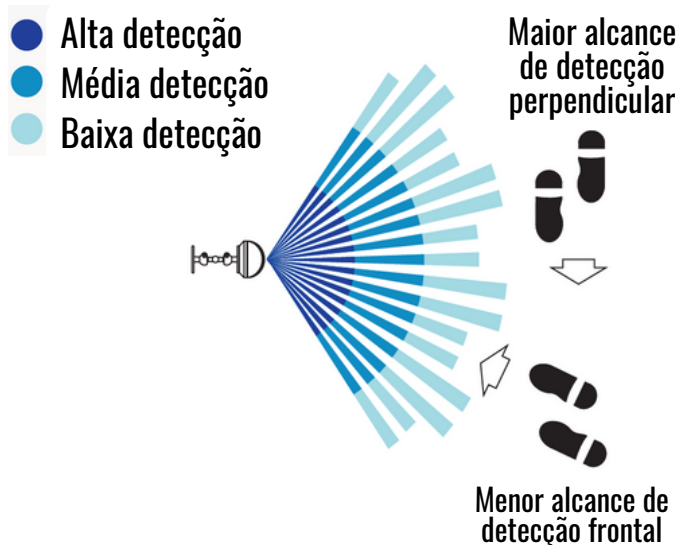 Alta detecção
Média detecção
Baixa detecção
Maior alcance
de detecção
perpendicular
Menor alcance de
detecção frontal